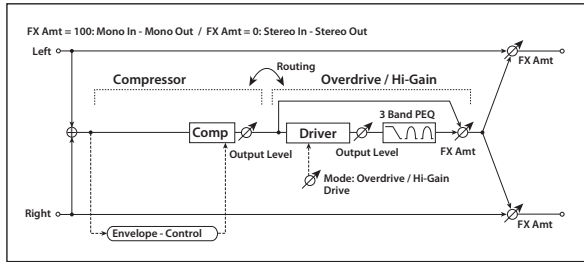 FX Amt = 100: Mono In - Mono Out / FX Amt = 0: Stereo In - Stereo Out
Left
FX Amt
Routing
Compressor
Overdrive / Hi-Gain
3 Band PEQ
Comp
Driver
Output Level
Output Level
FX Amt
Mode: Overdrive / Hi-Gain
Drive
Right
FX Amt
Envelope - Control